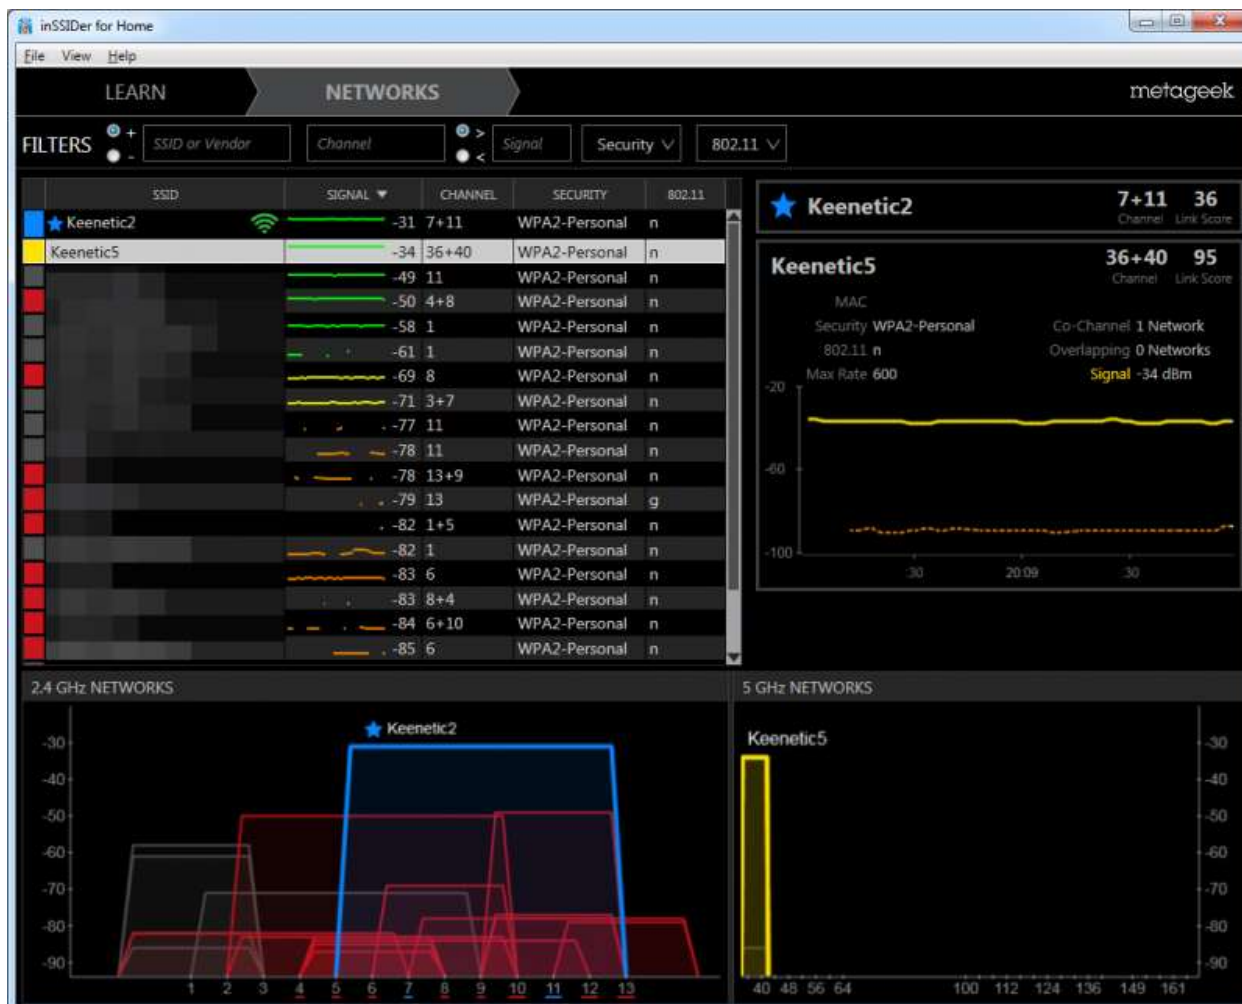 inSSIDer for Home
File View Help
LEARN NETWORKS metageek
FILTERS + - SSID or Vendor Channel > < Signal Security 802.11
SSID SIGNAL CHANNEL SECURITY 802.11
Keenetic2 -31 7+11 WPA2-Personal n
Keenetic5 -34 36+40 WPA2-Personal n
-49 11 WPA2-Personal n
-50 4+8 WPA2-Personal n
-58 1 WPA2-Personal n
-61 1 WPA2-Personal n
-69 8 WPA2-Personal n
-71 3+7 WPA2-Personal n
-77 11 WPA2-Personal n
-78 11 WPA2-Personal n
-78 13+9 WPA2-Personal n
-79 13 WPA2-Personal g
-82 1+5 WPA2-Personal n
-82 1 WPA2-Personal n
-83 6 WPA2-Personal n
-83 8+4 WPA2-Personal n
-84 6+10 WPA2-Personal n
-85 6 WPA2-Personal n
Keenetic2 7+11 36
Channel Link Score
Keenetic5 36+40 95
Channel Link Score
MAC
Security WPA2-Personal Co-Channel 1 Network
802.11 n Overlapping 0 Networks
Max Rate 600 Signal -34 dBm
-20
-60
-100
:30 20:09 :30
2.4 GHz NETWORKS
Keenetic2
-30
-40
-50
-60
-70
-80
-90
1 2 3 4 5 6 7 8 9 10 11 12 13
5 GHz NETWORKS
Keenetic5
-30
-40
-50
-60
-70
-80
-90
40 48 56 64 100 112 124 136 149 161